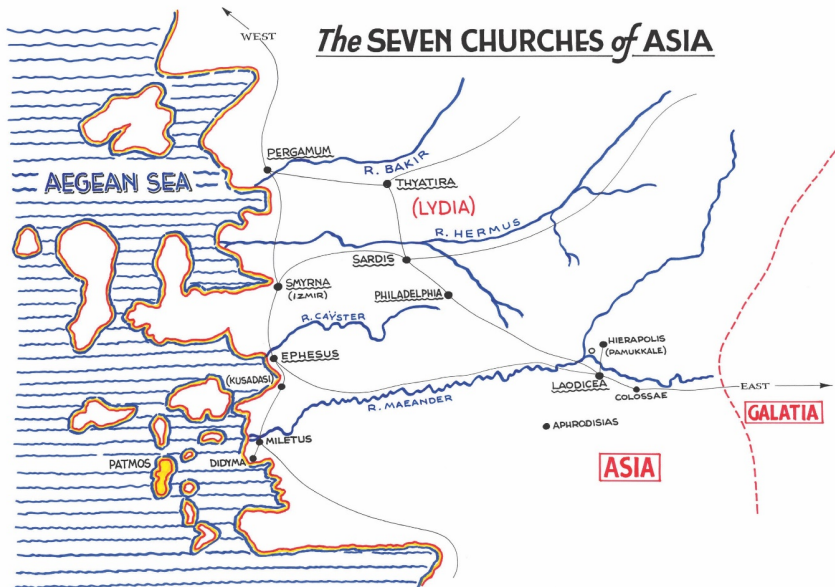 The SEVEN CHURCHES of ASIA
WEST
PERGAMUM
R. BAKIR
AEGEAN SEA
THYATIRA
(LYDIA)
R. HERMUS
SARDIS
SMYRNA
(IZMIR)
PHILADELPHIA
R. CAŸSTER
HIERAPOLIS
(PAMUKKALE)
EPHESUS
(KUSADASI)
LAODICEA
EAST
COLOSSAE
R. MAEANDER
GALATIA
APHRODISIAS
MILETUS
PATMOS
DIDYMA
ASIA